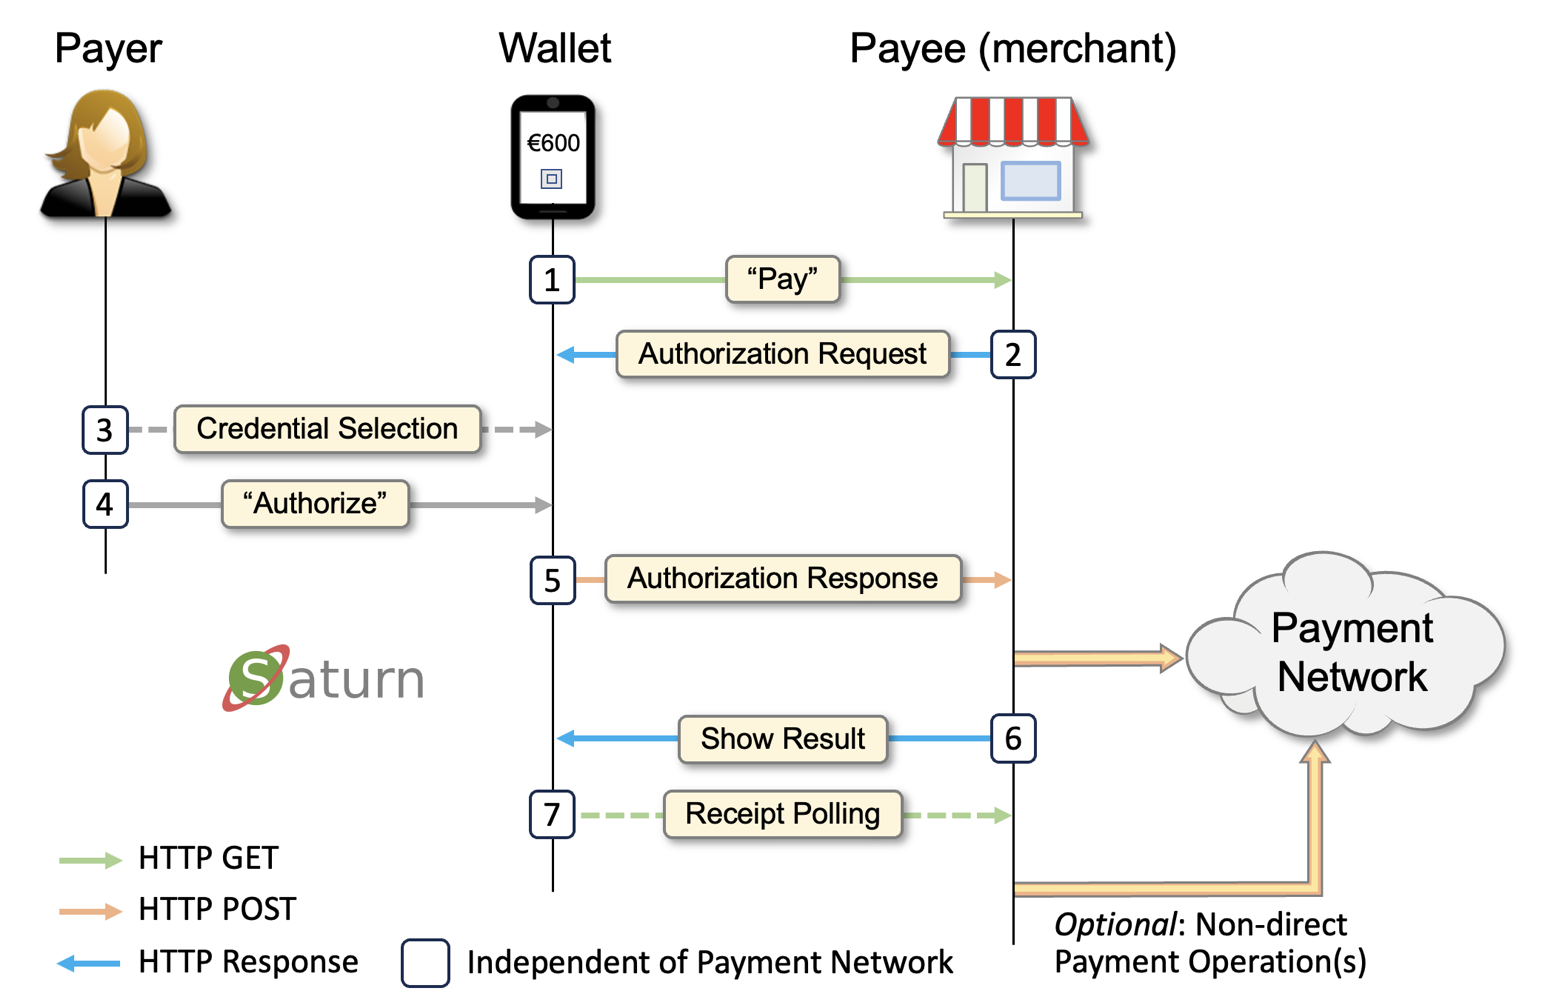 Payer
Wallet
Payee (merchant)
€600
1
“Pay”
Authorization Request
2
3
Credential Selection
4
“Authorize”
5
Authorization Response
Payment
Network
Saturn
Show Result
6
7
Receipt Polling
HTTP GET
HTTP POST
HTTP Response
Independent of Payment Network
Optional: Non-direct
Payment Operation(s)